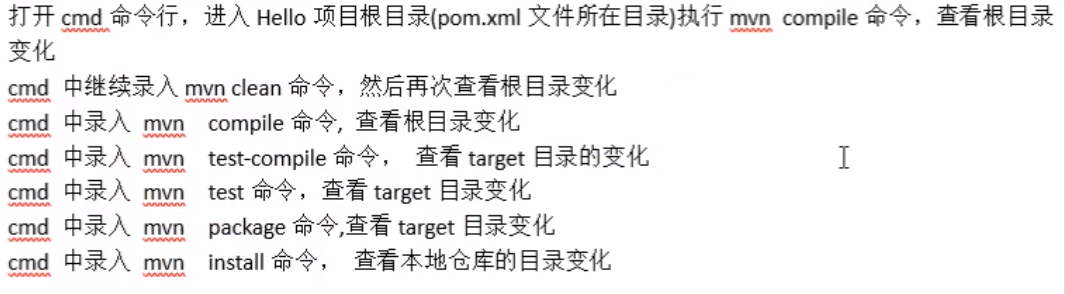 打开 cmd 命令行，进入 Hello 项目根目录(pom.xml 文件所在目录)执行 mvn compile 命令，查看根目录
变化
cmd 中继续录入 mvn clean 命令，然后再次查看根目录变化
cmd 中录入 mvn compile 命令, 查看根目录变化
cmd 中录入 mvn test-compile 命令， 查看 target 目录的变化
cmd 中录入 mvn test 命令，查看 target 目录变化
cmd 中录入 mvn package 命令,查看 target 目录变化
cmd 中录入 mvn install 命令， 查看本地仓库的目录变化